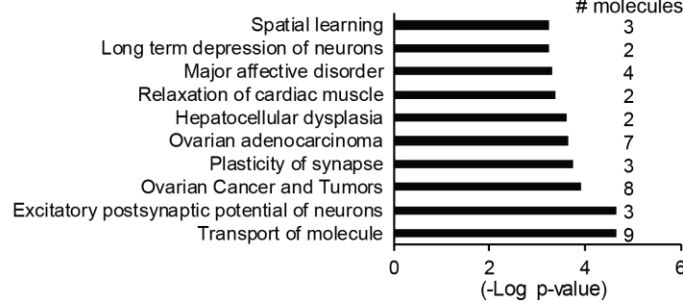 # molecules
Spatial learning 3
Long term depression of neurons 2
Major affective disorder 4
Relaxation of cardiac muscle 2
Hepatocellular dysplasia 2
Ovarian adenocarcinoma 7
Plasticity of synapse 3
Ovarian Cancer and Tumors 8
Excitatory postsynaptic potential of neurons 3
Transport of molecule 9
0 2 4 6
(-Log p-value)